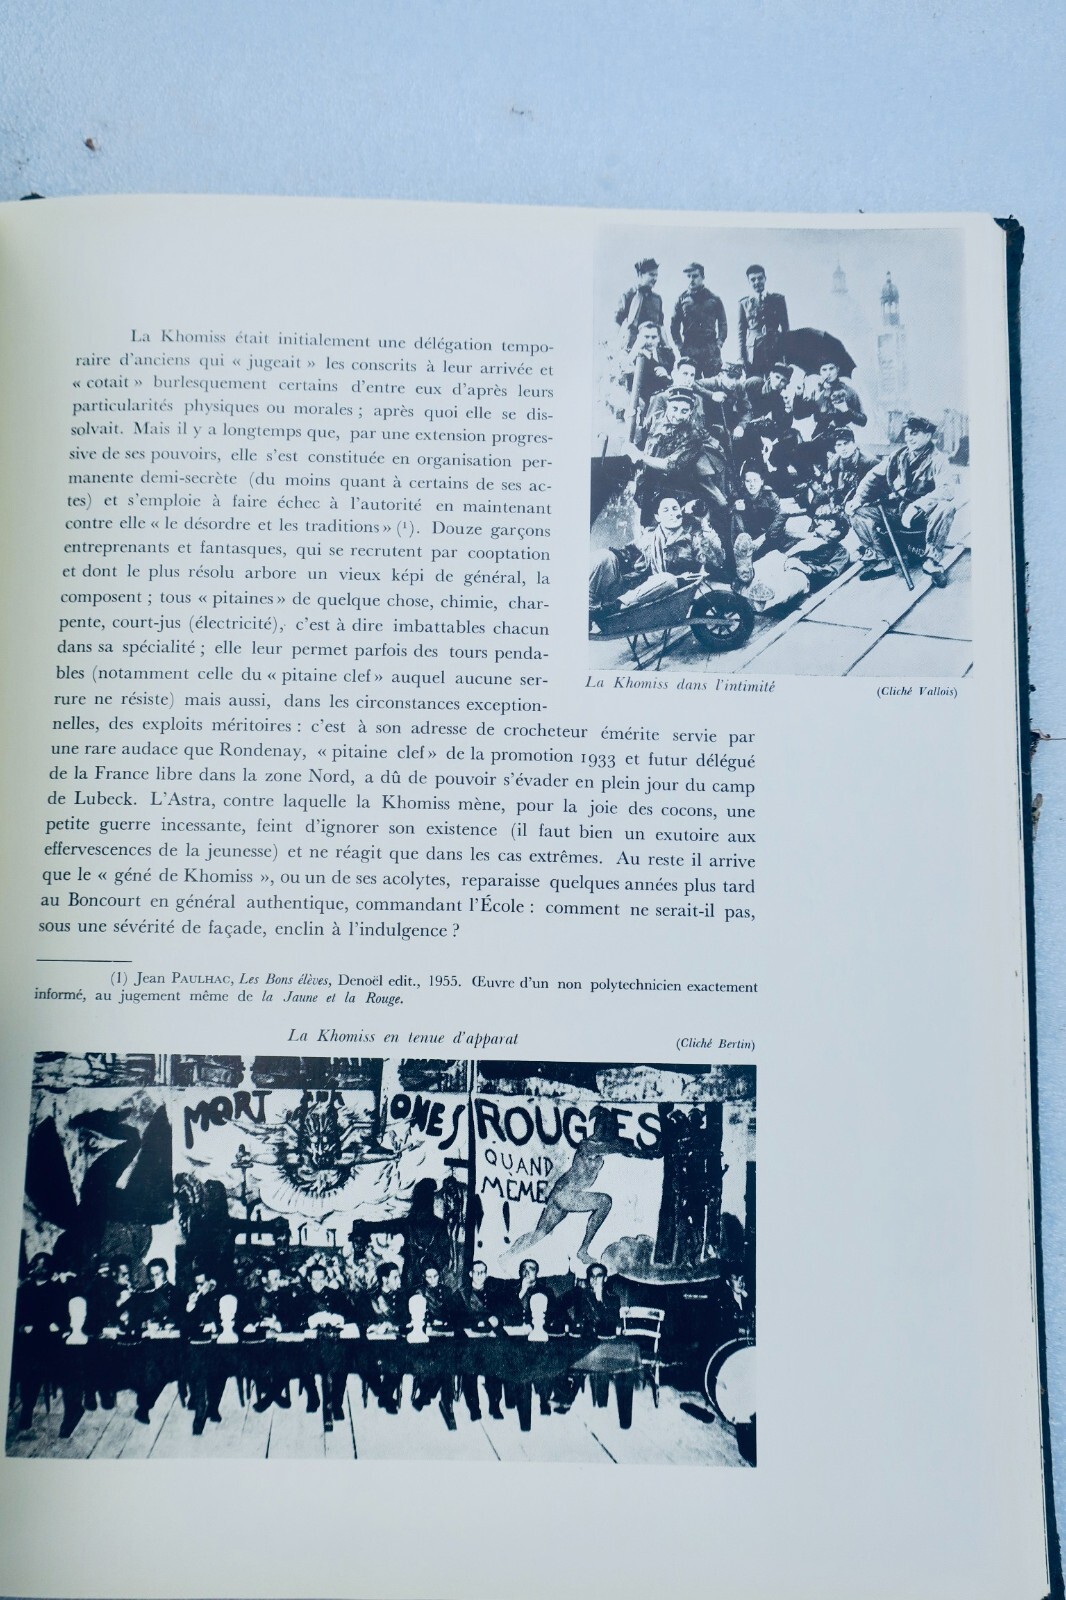 La Khomiss était initialement une délégation tempo-
raire d'anciens qui « jugeait » les conscrits à leur arrivée et
« cotait » burlesquement certains d'entre eux d'après leurs
particularités physiques ou morales ; après quoi elle se dis-
solvait. Mais il y a longtemps que, par une extension progres-
sive de ses pouvoirs, elle s'est constituée en organisation per-
manente demi-secrète (du moins quant à certains de ses ac-
tes) et s'emploie à faire échec à l'autorité en maintenant
contre elle « le désordre et les traditions » (¹). Douze garçons
entreprenants et fantasques, qui se recrutent par cooptation
et dont le plus résolu arbore un vieux képi de général, la
composent ; tous « pitaines » de quelque chose, chimie, char-
pente, court-jus (électricité), c'est à dire imbattables chacun
dans sa spécialité ; elle leur permet parfois des tours penda-
bles (notamment celle du « pitaine clef » auquel aucune ser-
rure ne résiste) mais aussi, dans les circonstances exception-
nelles, des exploits méritoires : c'est à son adresse de crocheteur émérite servie par
une rare audace que Rondenay, « pitaine clef » de la promotion 1933 et futur délégué
de la France libre dans la zone Nord, a dû de pouvoir s'évader en plein jour du camp
de Lubeck. L'Astra, contre laquelle la Khomiss mène, pour la joie des cocons, une
petite guerre incessante, feint d'ignorer son existence (il faut bien un exutoire aux
effervescences de la jeunesse) et ne réagit que dans les cas extrêmes. Au reste il arrive
que le « géné de Khomiss », ou un de ses acolytes, reparaisse quelques années plus tard
au Boncourt en général authentique, commandant l'École : comment ne serait-il pas,
sous une sévérité de façade, enclin à l'indulgence ?
La Khomiss dans l'intimité
(Cliché Vallois)
(1) Jean PAULHAC, Les Bons élèves, Denoël edit., 1955. Œuvre d'un non polytechnicien exactement
informé, au jugement même de la Jaune et la Rouge.
La Khomiss en tenue d'apparat
(Cliché Bertin)
MORT
ONES
ROUGES
QUAND
MEME
!!